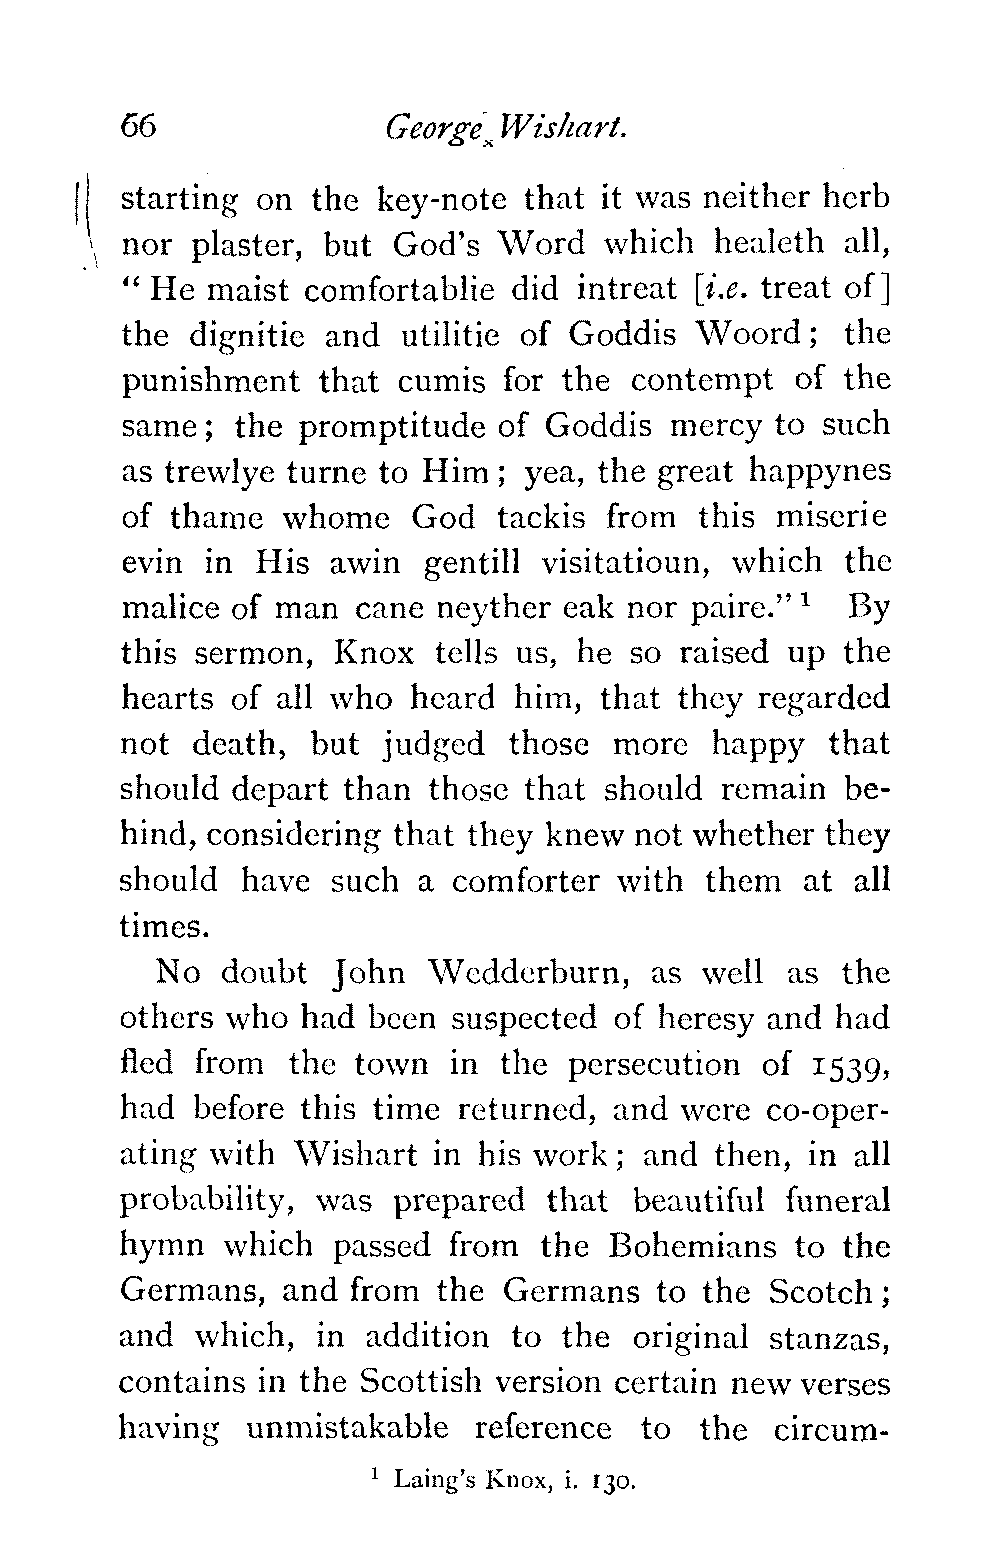 66 George Wishart.
starting on the key-note that it was neither herb
nor plaster, but God's Word which healeth all,
“ He maist comfortablie did intreat [i.e. treat of]
the dignitie and utilitie of Goddis Woord ; the
punishment that cumis for the contempt of the
same ; the promptitude of Goddis mercy to such
as trewlye turne to Him ; yea, the great happynes
of thame whome God tackis from this miserie
evin in His awin gentill visitatioun, which the
malice of man cane neyther eak nor paire.” ¹ By
this sermon, Knox tells us, he so raised up the
hearts of all who heard him, that they regarded
not death, but judged those more happy that
should depart than those that should remain be-
hind, considering that they knew not whether they
should have such a comforter with them at all
times.
No doubt John Wedderburn, as well as the
others who had been suspected of heresy and had
fled from the town in the persecution of 1539,
had before this time returned, and were co-oper-
ating with Wishart in his work ; and then, in all
probability, was prepared that beautiful funeral
hymn which passed from the Bohemians to the
Germans, and from the Germans to the Scotch ;
and which, in addition to the original stanzas,
contains in the Scottish version certain new verses
having unmistakable reference to the circum-
¹ Laing's Knox, i. 130.